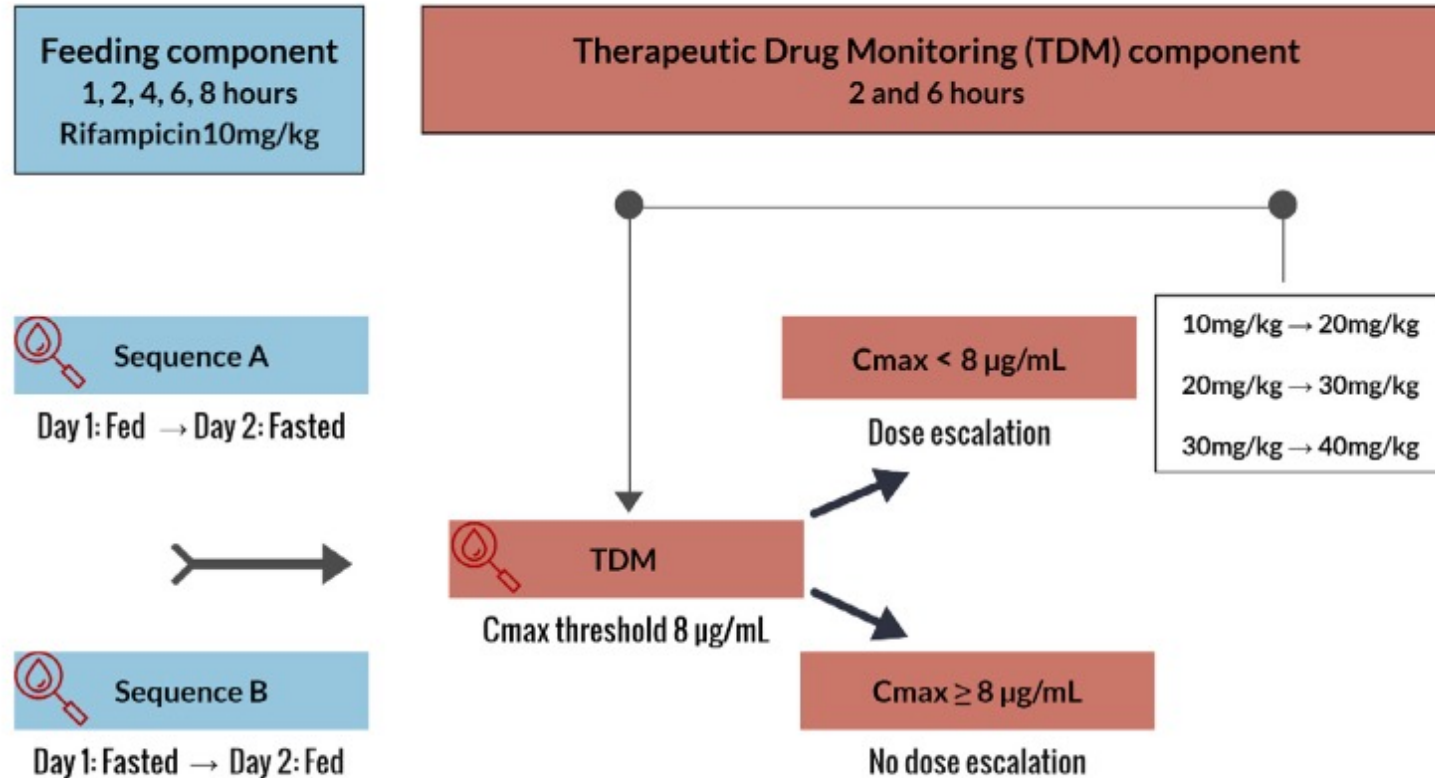 Feeding component
1, 2, 4, 6, 8 hours
Rifampicin10mg/kg
Therapeutic Drug Monitoring (TDM) component
2 and 6 hours
Sequence A
Day 1: Fed → Day 2: Fasted
Sequence B
Day 1: Fasted → Day 2: Fed
TDM
Cmax threshold 8 µg/mL
Cmax < 8 µg/mL
Dose escalation
10mg/kg → 20mg/kg
20mg/kg → 30mg/kg
30mg/kg → 40mg/kg
Cmax ≥ 8 µg/mL
No dose escalation